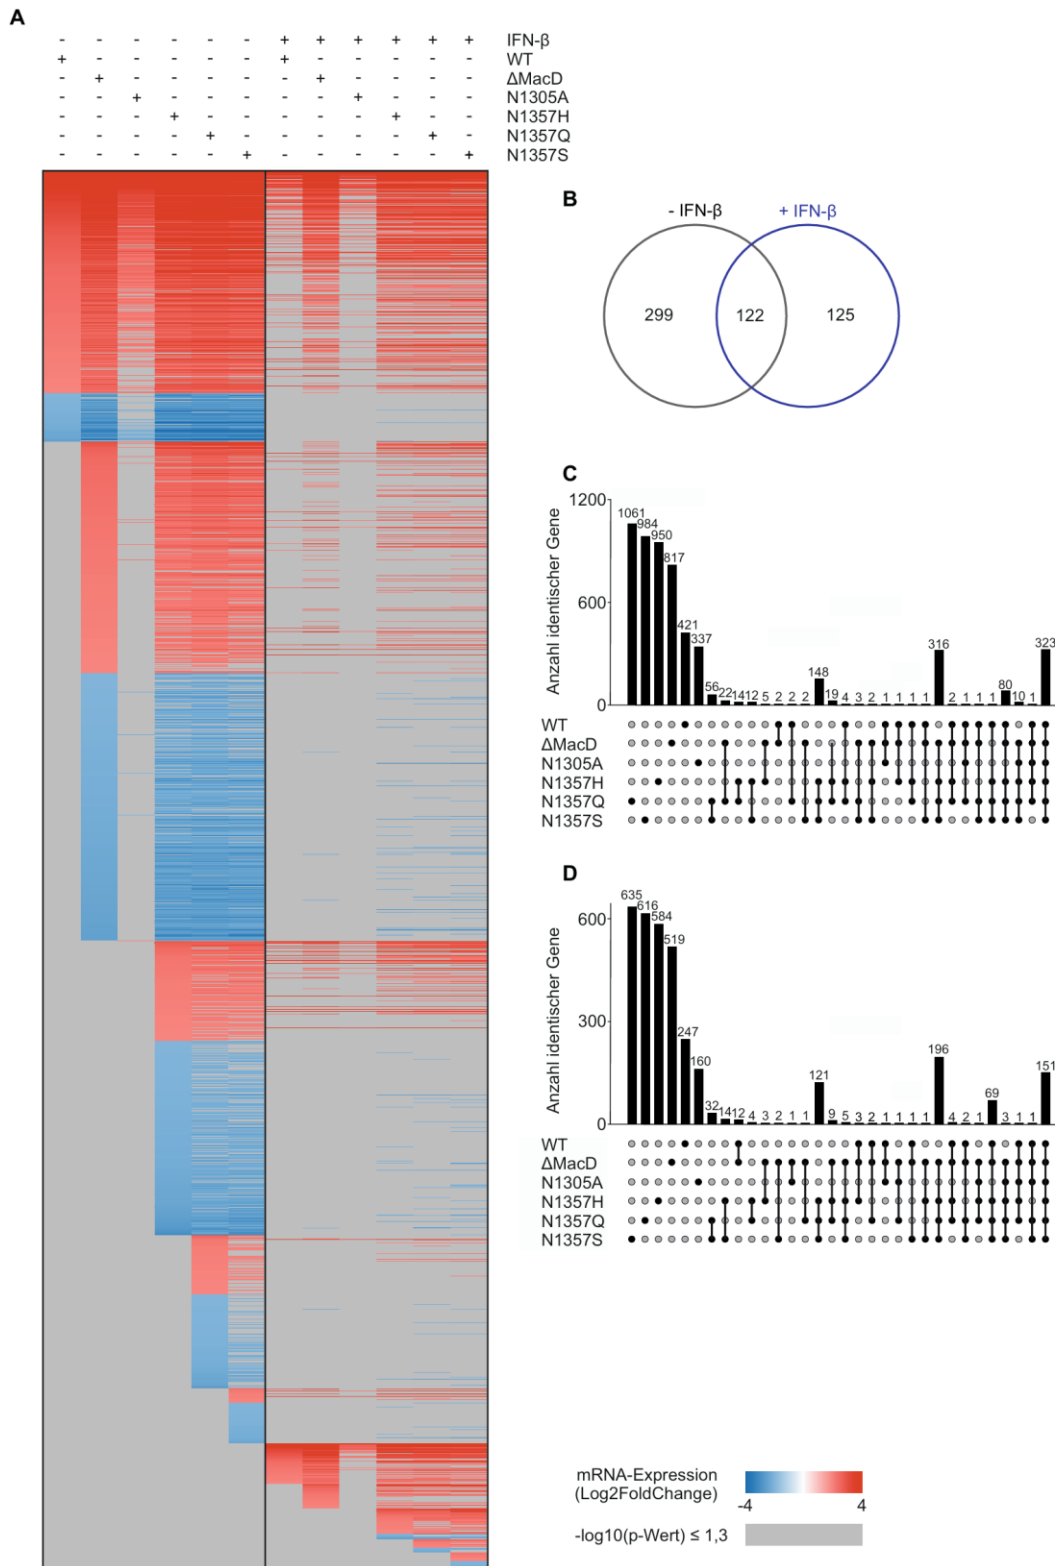 A
- - - - - - + + + + + + IFN-β
+ - - - - - + - - - - - WT
- + - - - - - + - - - - ΔMacD
- - + - - - - - + - - - N1305A
- - - + - - - - - + - - N1357H
- - - - + - - - - - + - N1357Q
- - - - - + - - - - - + N1357S
B
- IFN-β + IFN-β
299 122 125
C
Anzahl identischer Gene
1200
600
0
1061 984 950 817 421 337 56 22 14 12 5 2 2 2 148 19 4 3 2 1 1 1 1 316 2 1 1 1 80 10 1 323
WT
ΔMacD
N1305A
N1357H
N1357Q
N1357S
D
Anzahl identischer Gene
600
300
0
635 616 584 519 247 160 32 14 12 4 3 2 1 1 121 9 5 3 2 1 1 1 1 196 4 2 1 69 3 1 1 151
WT
ΔMacD
N1305A
N1357H
N1357Q
N1357S
mRNA-Expression
(Log2FoldChange)
-4 4
-log10(p-Wert) ≤ 1,3